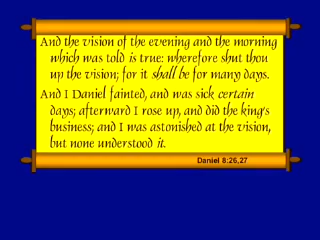 And the vision of the evening and the morning
which was told is true: wherefore shut thou
up the vision; for it shall be for many days.
And I Daniel fainted, and was sick certain
days; afterward I rose up, and did the king's
business; and I was astonished at the vision,
but none understood it.
Daniel 8:26,27